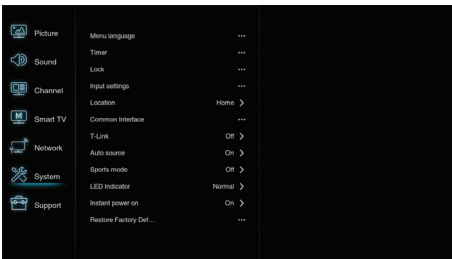 Picture
Sound
Channel
M
Smart TV
Network
System
Support
Menu language ...
Timer ...
Lock ...
Input settings ...
Location Home >
Common Interface ...
T-Link Off >
Auto source On >
Sports mode Off >
LED Indicator Normal >
Instant power on On >
Restore Factory Def... ...